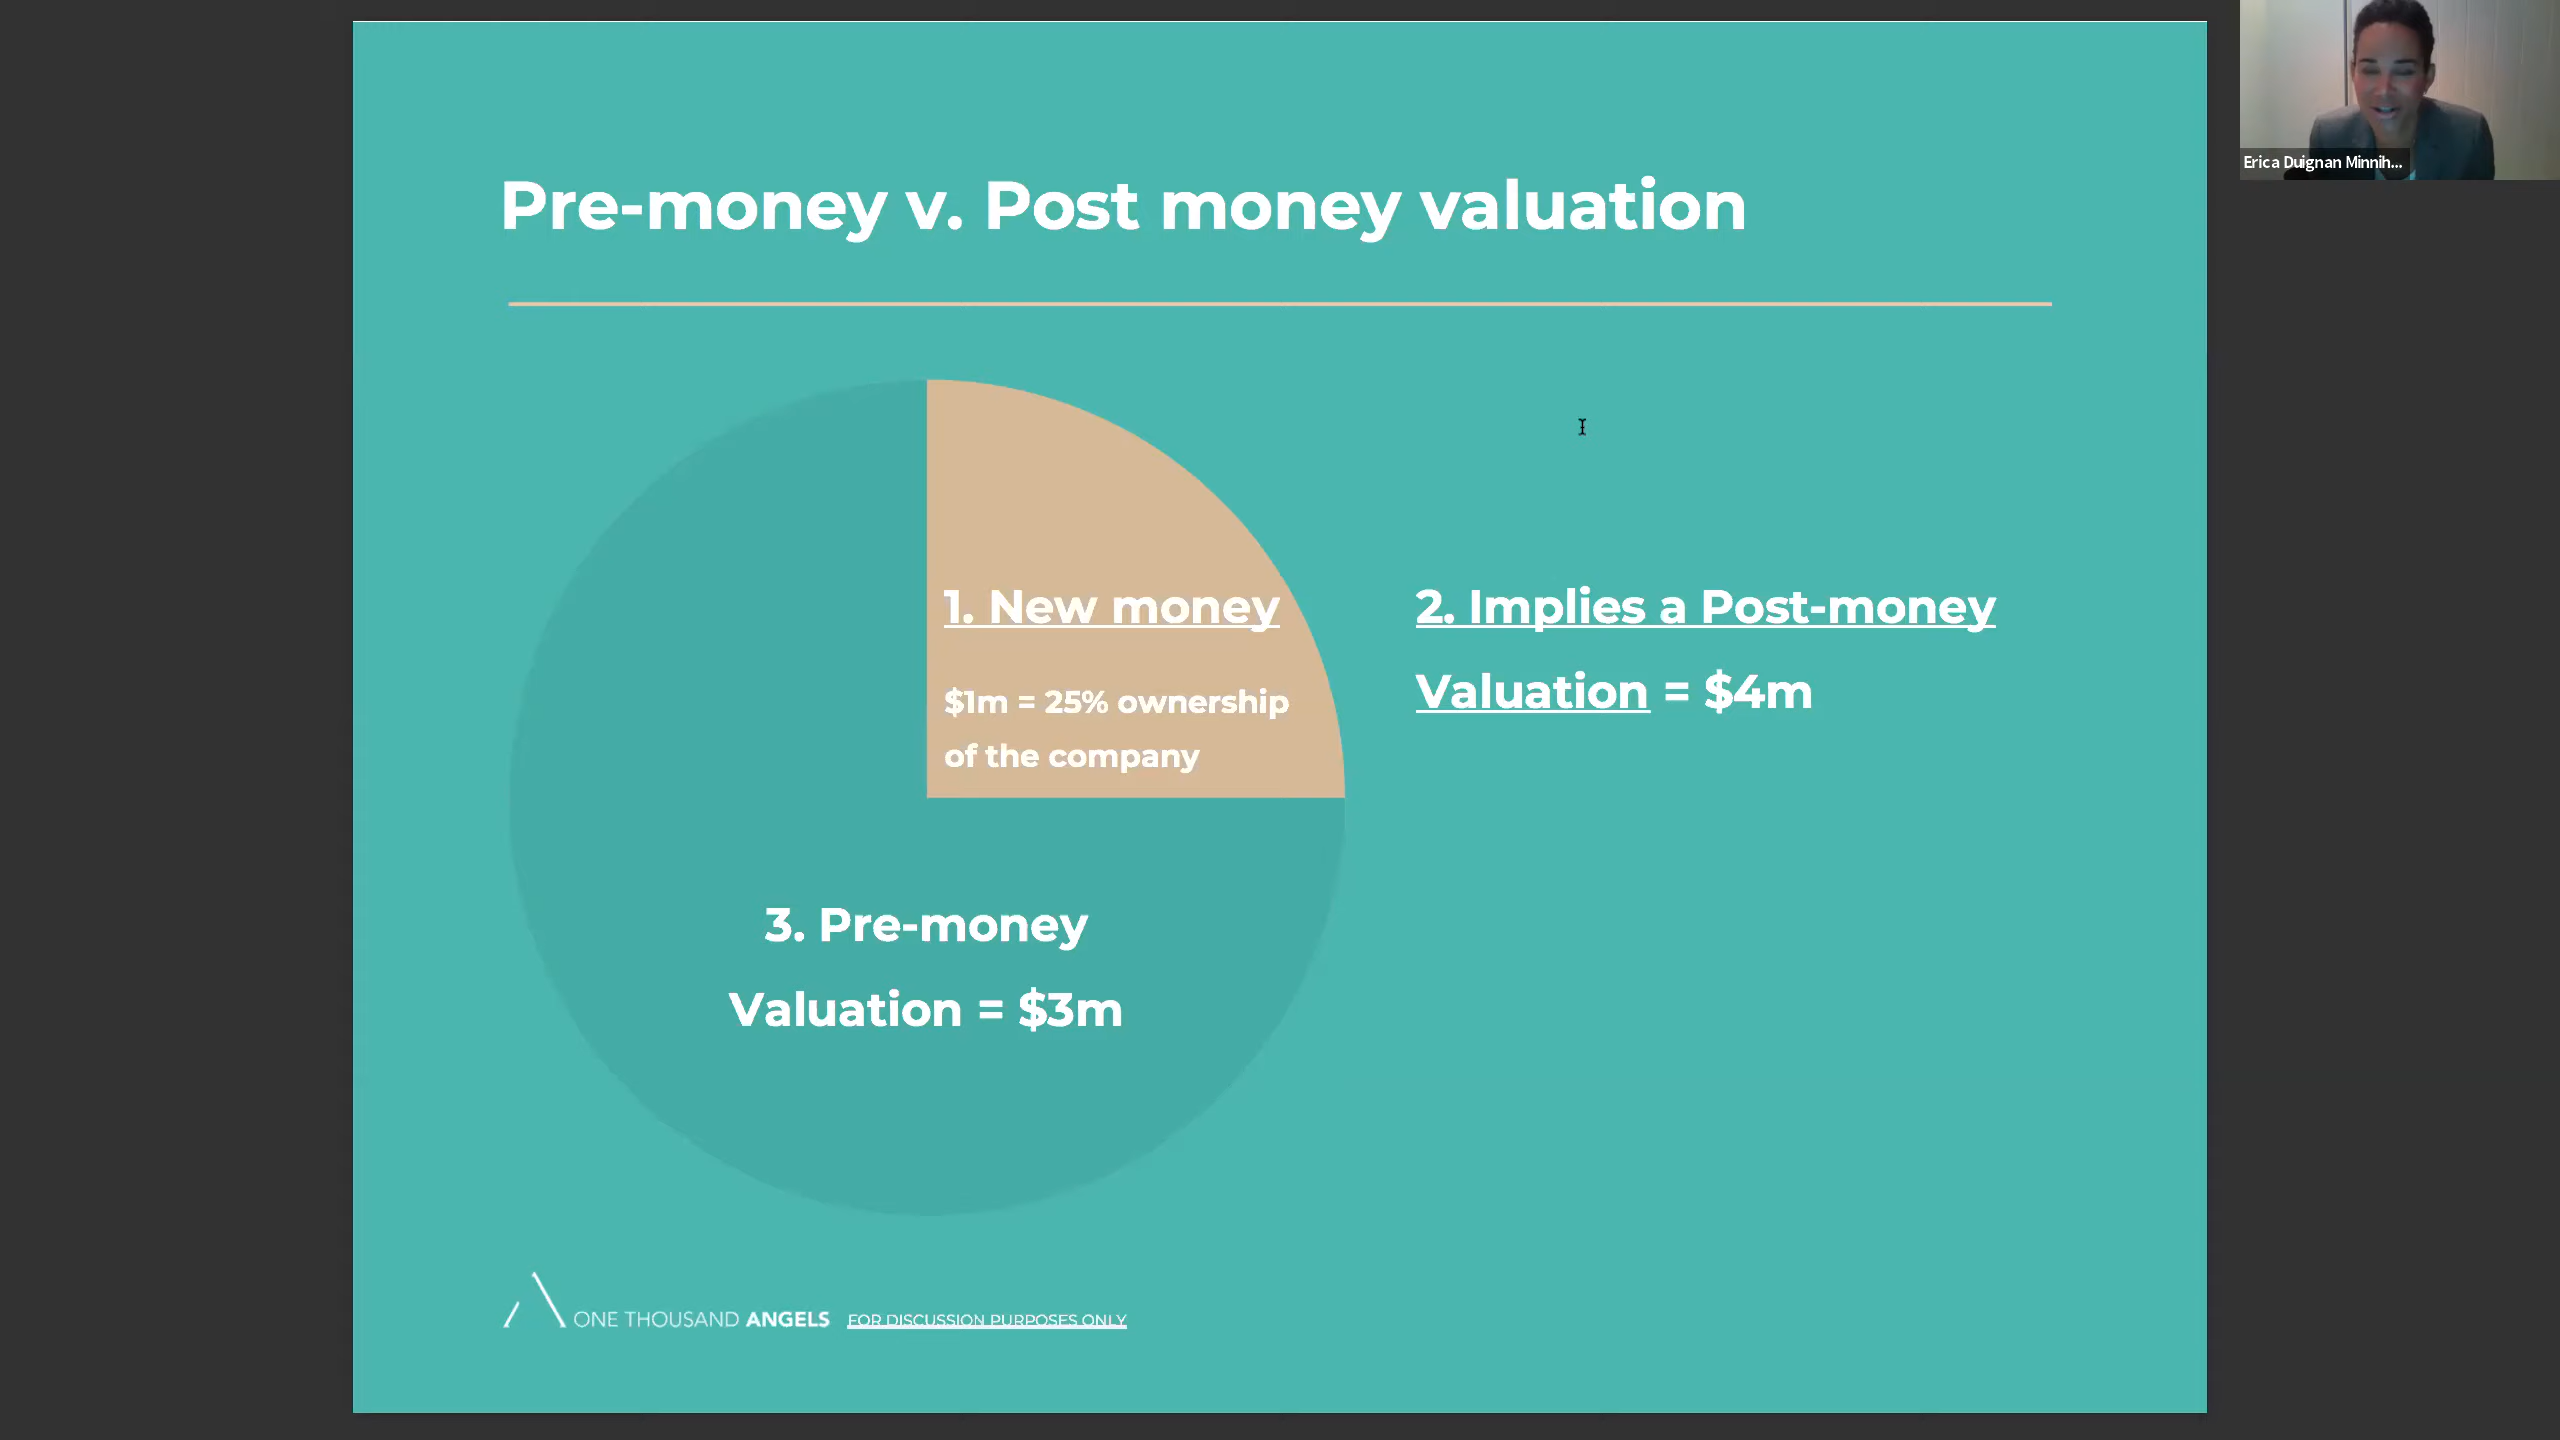 Erica Duignan Minnih...
Pre-money v. Post money valuation
1. New money
$1m = 25% ownership
of the company
2. Implies a Post-money
Valuation = $4m
3. Pre-money
Valuation = $3m
ONE THOUSAND ANGELS FOR DISCUSSION PURPOSES ONLY